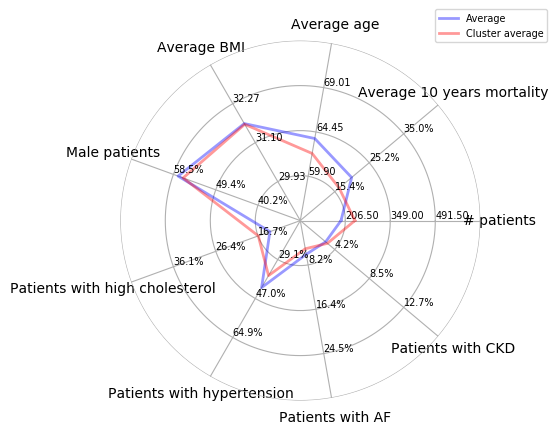 Average
Cluster average
Average age
Average BMI
69.01
Average 10 years mortality
32.27
35.0%
64.45
31.10
Male patients
25.2%
58.5%
59.90
29.93
49.4%
15.4%
40.2%
206.50
349.00
491.50
# patients
16.7%
4.2%
26.4%
29.1%
8.2%
36.1%
8.5%
Patients with high cholesterol
47.0%
16.4%
12.7%
64.9%
24.5%
Patients with CKD
Patients with hypertension
Patients with AF